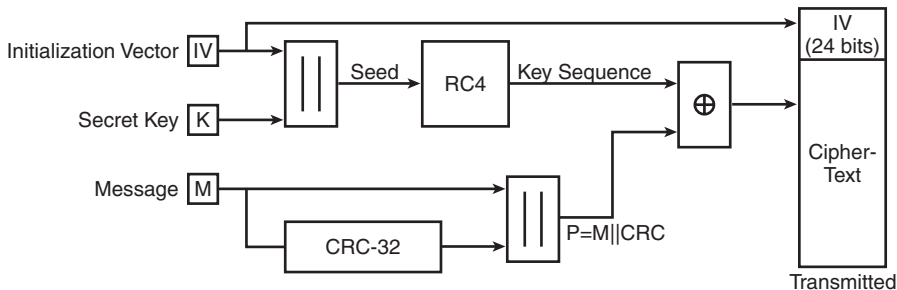 IV
(24 bits)
Initialization Vector IV
Seed
RC4
Key Sequence
Secret Key K
⊕
Cipher-
Text
Message M
||
||
P=M||CRC
CRC-32
Transmitted